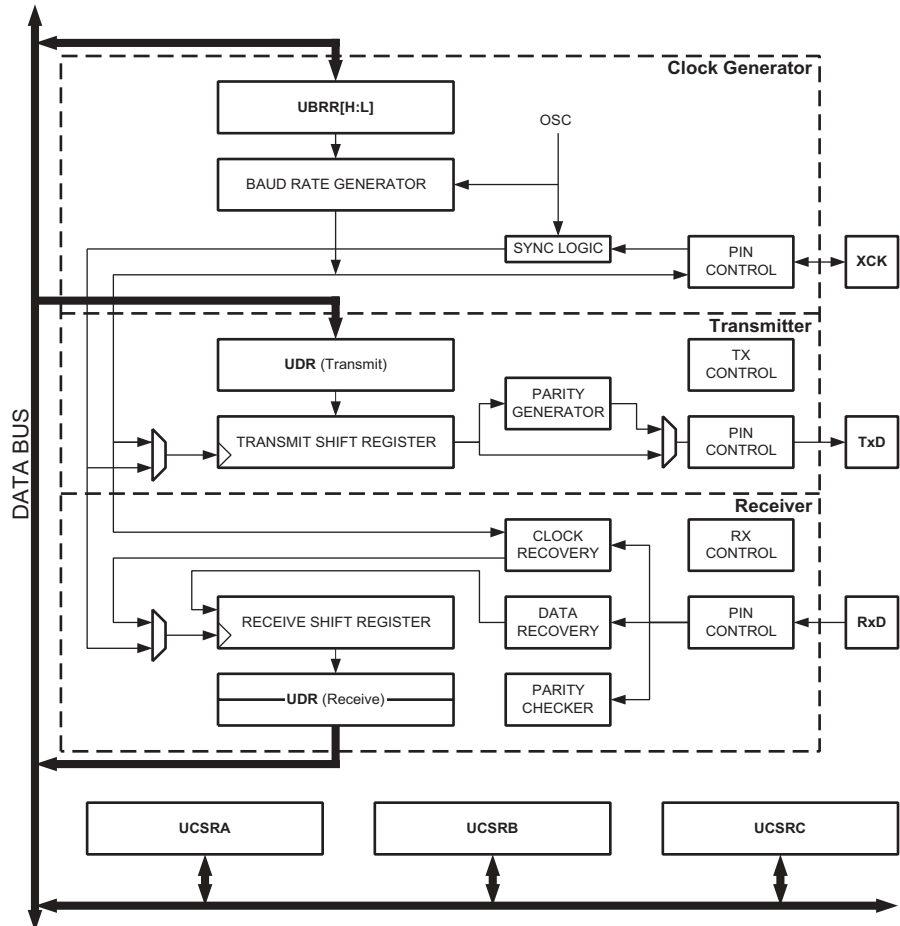 Clock Generator
UBRR[H:L]
OSC
BAUD RATE GENERATOR
SYNC LOGIC
PIN
CONTROL
XCK
Transmitter
UDR (Transmit)
TX
CONTROL
PARITY
GENERATOR
TRANSMIT SHIFT REGISTER
PIN
CONTROL
TxD
DATA BUS
Receiver
CLOCK
RECOVERY
RX
CONTROL
RECEIVE SHIFT REGISTER
DATA
RECOVERY
PIN
CONTROL
RxD
UDR (Receive)
PARITY
CHECKER
UCSRA
UCSRB
UCSRC